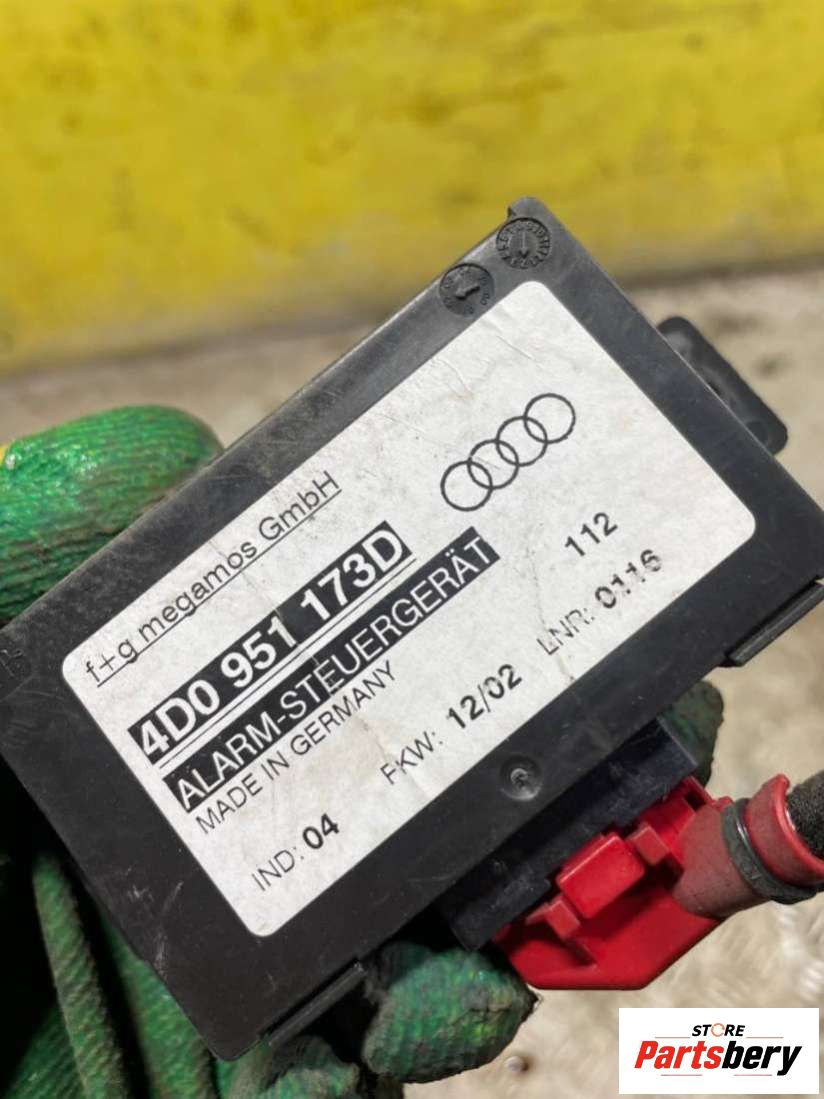 f+g megamos GmbH
4D0 951 173D
ALARM-STEUERGERÄT
MADE IN GERMANY
112
IND: 04 FKW: 12/02 LNR: 0116
STORE
Partsbery